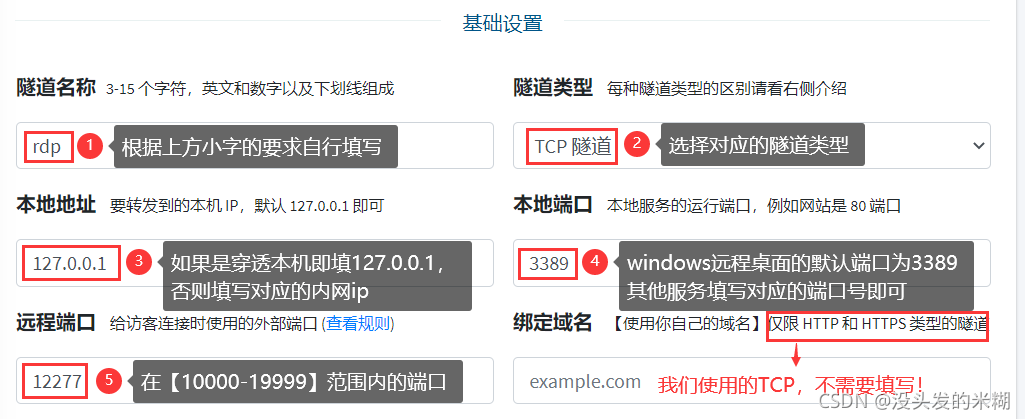 基础设置
隧道名称 3-15 个字符，英文和数字以及下划线组成
隧道类型 每种隧道类型的区别请看右侧介绍
rdp 1 根据上方小字的要求自行填写
TCP 隧道 2 选择对应的隧道类型
本地地址 要转发到的本机 IP，默认 127.0.0.1 即可
本地端口 本地服务的运行端口，例如网站是 80 端口
127.0.0.1 3 如果是穿透本机即填127.0.0.1，
否则填写对应的内网ip
3389 4 windows远程桌面的默认端口为3389
其他服务填写对应的端口号即可
远程端口 给访客连接时使用的外部端口 (查看规则)
绑定域名 【使用你自己的域名】仅限 HTTP 和 HTTPS 类型的隧道
12277 5 在【10000-19999】范围内的端口
example.com 我们使用的TCP，不需要填写！
CSDN @没头发的米糊